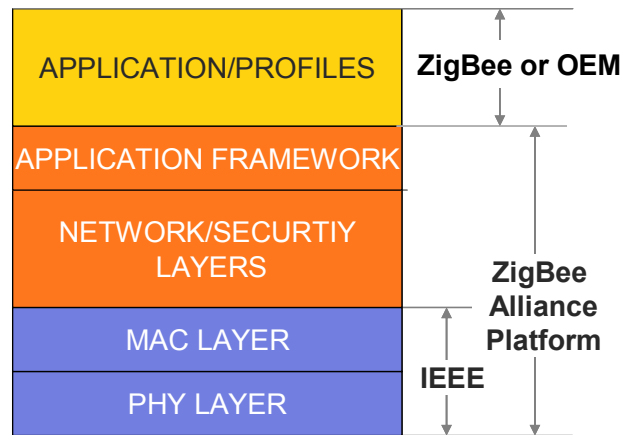 APPLICATION/PROFILES
ZigBee or OEM
APPLICATION FRAMEWORK
NETWORK/SECURTIY
LAYERS
ZigBee
Alliance
Platform
MAC LAYER
IEEE
PHY LAYER